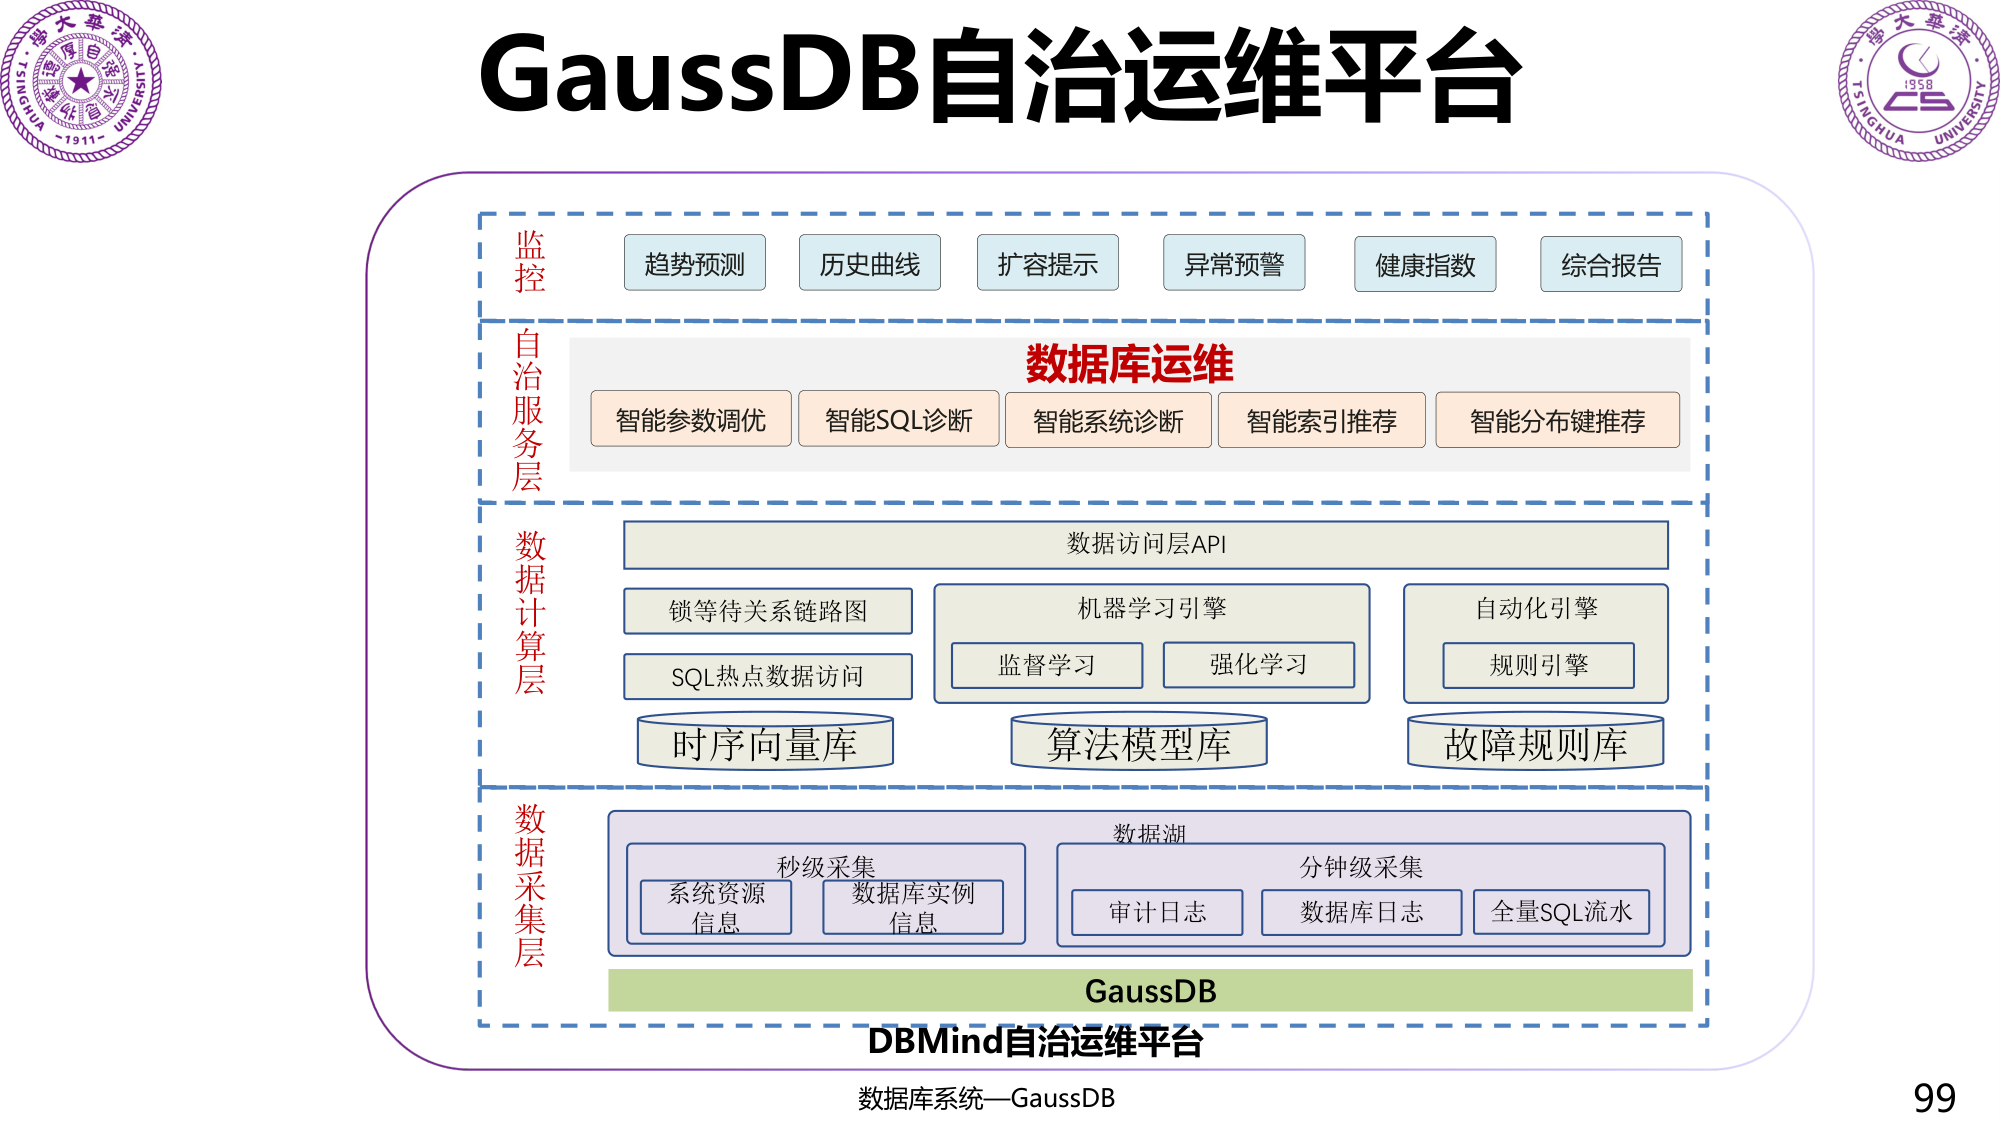 GaussDB自治运维平台
监控
趋势预测
历史曲线
扩容提示
异常预警
健康指数
综合报告
自治服务层
数据库运维
智能参数调优
智能SQL诊断
智能系统诊断
智能索引推荐
智能分布键推荐
数据计算层
数据访问层API
锁等待关系链路图
SQL热点数据访问
机器学习引擎
监督学习
强化学习
自动化引擎
规则引擎
时序向量库
算法模型库
故障规则库
数据采集层
数据湖
秒级采集
系统资源
信息
数据库实例
信息
分钟级采集
审计日志
数据库日志
全量SQL流水
GaussDB
DBMind自治运维平台
数据库系统—GaussDB
99
TSINGHUA UNIVERSITY
-1911-
1958
TSINGHUA UNIVERSITY